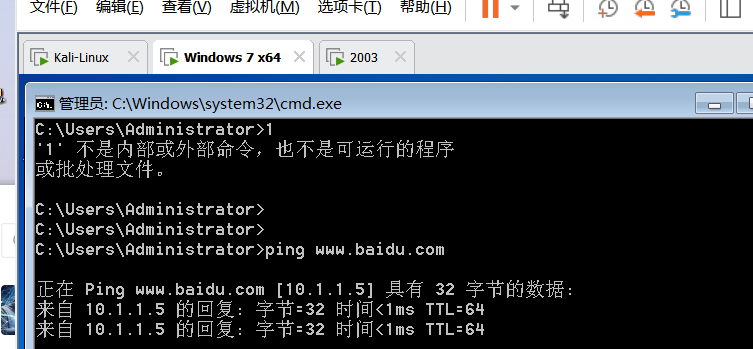 文件(F) 编辑(E) 查看(V) 虚拟机(M) 选项卡(T) 帮助(H)
Kali-Linux Windows 7 x64 2003
管理员: C:\Windows\system32\cmd.exe
C:\Users\Administrator>1
'1' 不是内部或外部命令，也不是可运行的程序
或批处理文件。
C:\Users\Administrator>
C:\Users\Administrator>
C:\Users\Administrator>ping www.baidu.com
正在 Ping www.baidu.com [10.1.1.5] 具有 32 字节的数据:
来自 10.1.1.5 的回复: 字节=32 时间<1ms TTL=64
来自 10.1.1.5 的回复: 字节=32 时间<1ms TTL=64